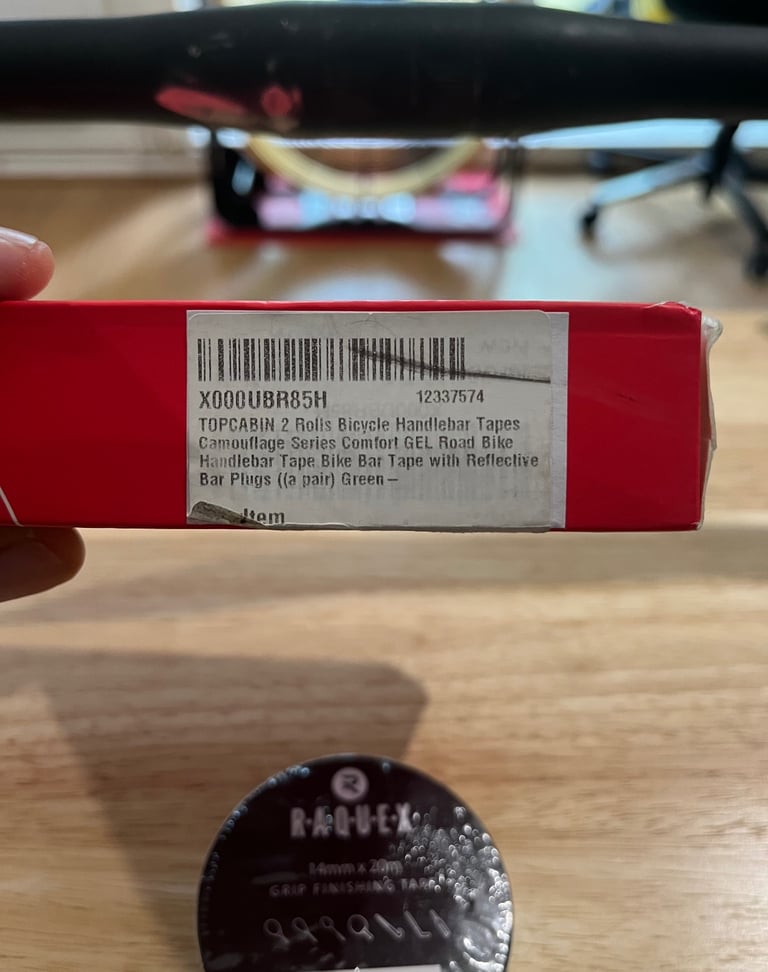 X000UBR85H 12337574
TOPCABIN 2 Rolls Bicycle Handlebar Tapes
Camouflage Series Comfort GEL Road Bike
Handlebar Tape Bike Bar Tape with Reflective
Bar Plugs ((a pair) Green –
Item
R
R·A·Q·U·E·X
14mm x 20m
GRIP FINISHING TAPE